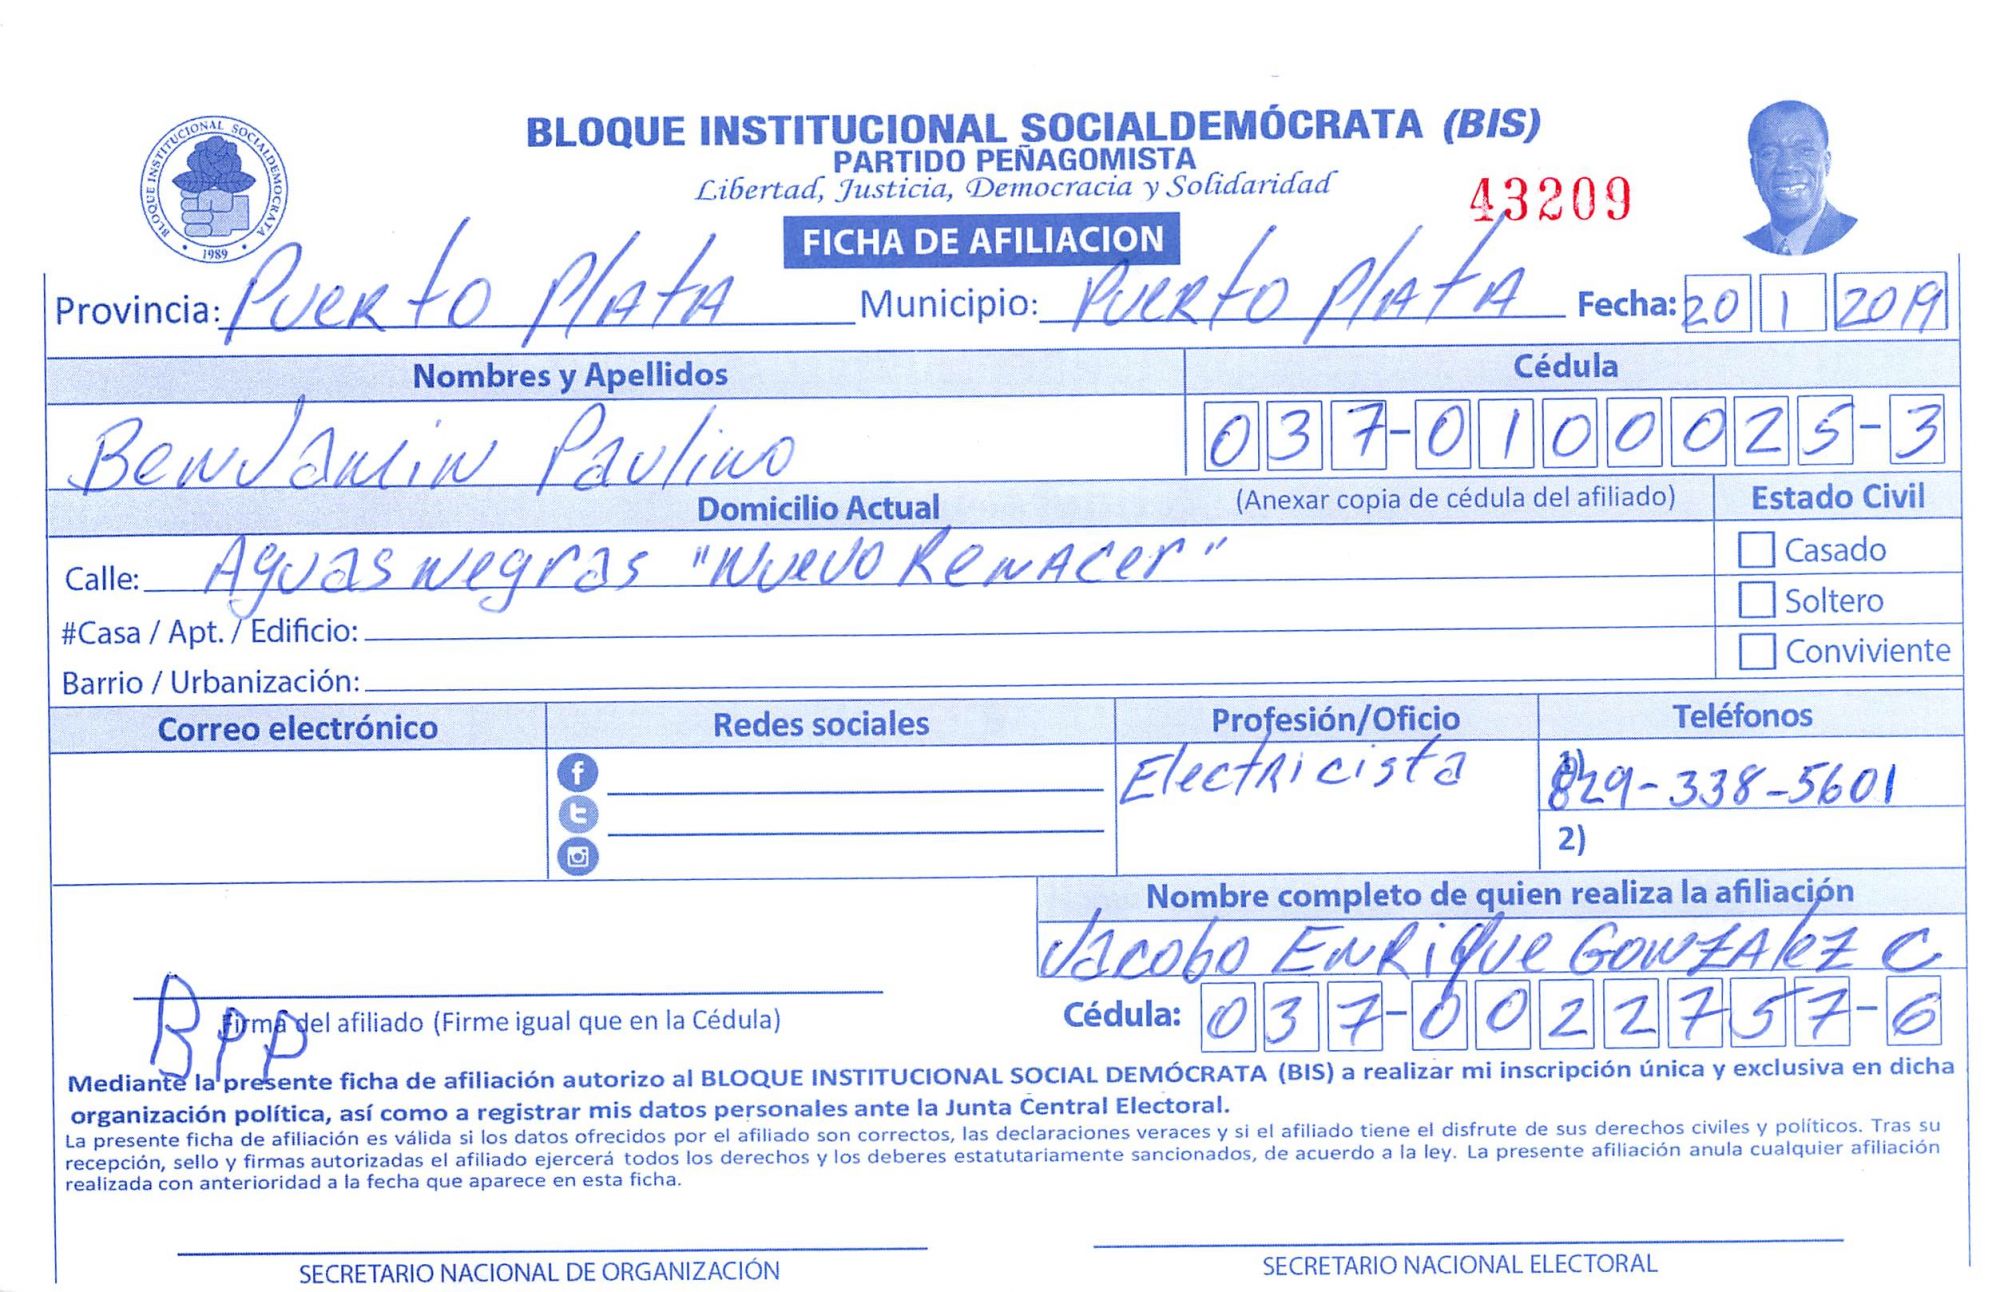 BLOQUE INSTITUCIONAL SOCIALDEMÓCRATA (BIS)
PARTIDO PEÑAGOMISTA
Libertad, Justicia, Democracia y Solidaridad
43209
BLOQUE INSTITUCIONAL SOCIALDEMOCRATA
1989
FICHA DE AFILIACION
Provincia: Puerto Plata Municipio: Puerto Plata Fecha: 20 1 2019
Nombres y Apellidos Cédula
Benjamin Paulino 037-0100025-3
Domicilio Actual (Anexar copia de cédula del afiliado) Estado Civil
Calle: Aguas negras "Nuevo Renacer" Casado
#Casa / Apt. / Edificio: Soltero
Barrio / Urbanización: Conviviente
Correo electrónico Redes sociales Profesión/Oficio Teléfonos
Electricista 1) 829-338-5601
2)
Nombre completo de quien realiza la afiliación
Jacobo Enrique Gonzalez C
Cédula: 037-0022757-6
BPP
Firma del afiliado (Firme igual que en la Cédula)
Mediante la presente ficha de afiliación autorizo al BLOQUE INSTITUCIONAL SOCIAL DEMÓCRATA (BIS) a realizar mi inscripción única y exclusiva en dicha
organización política, así como a registrar mis datos personales ante la Junta Central Electoral.
La presente ficha de afiliación es válida si los datos ofrecidos por el afiliado son correctos, las declaraciones veraces y si el afiliado tiene el disfrute de sus derechos civiles y políticos. Tras su
recepción, sello y firmas autorizadas el afiliado ejercerá todos los derechos y los deberes estatutariamente sancionados, de acuerdo a la ley. La presente afiliación anula cualquier afiliación
realizada con anterioridad a la fecha que aparece en esta ficha.
SECRETARIO NACIONAL DE ORGANIZACIÓN SECRETARIO NACIONAL ELECTORAL